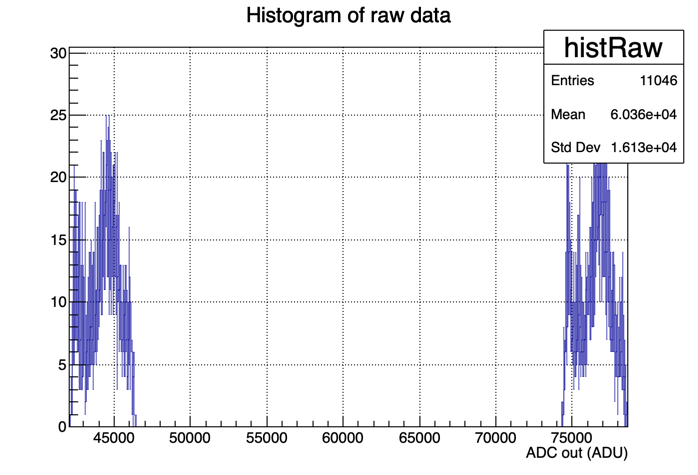 Histogram of raw data
histRaw
Entries 11046
Mean 6.036e+04
Std Dev 1.613e+04
30
25
20
15
10
5
0
45000 50000 55000 60000 65000 70000 75000
ADC out (ADU)